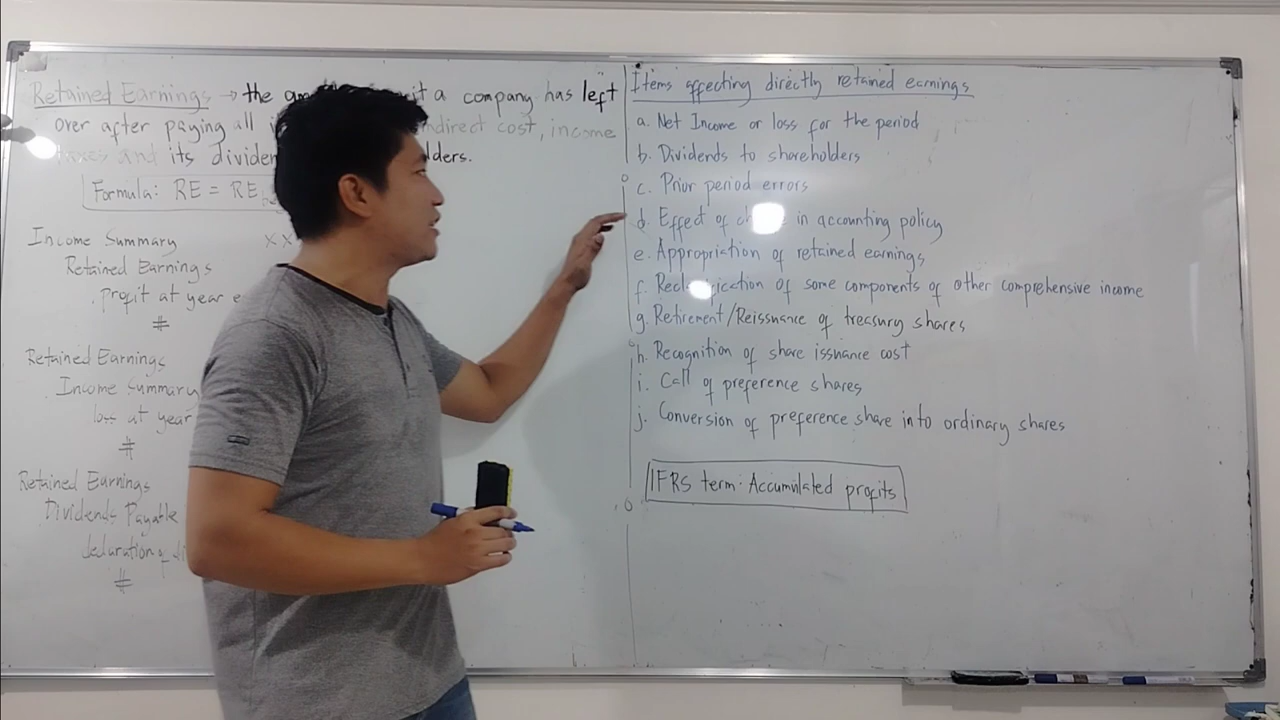 Retained Earnings → the a it a company has left
over after paying all ndirect cost, income
taxes and its dividen lders.
Formula: RE = RE
Income Summary xx
Retained Earnings
profit at year e
#
Retained Earnings
Income Summary
loss at year
#
Retained Earnings
Dividends Payable
declaration of di
#
Items affecting directly retained earnings
a. Net Income or loss for the period
b. Dividends to shareholders
c. Prior period errors
d. Effect of in accounting policy
e. Appropriation of retained earnings
f. of some components of other comprehensive income
g. Retirement/Reissuance of treasury shares
h. Recognition of share issuance cost
i. Call of preference shares
j. Conversion of preference share into ordinary shares
IFRS term: Accumulated profits